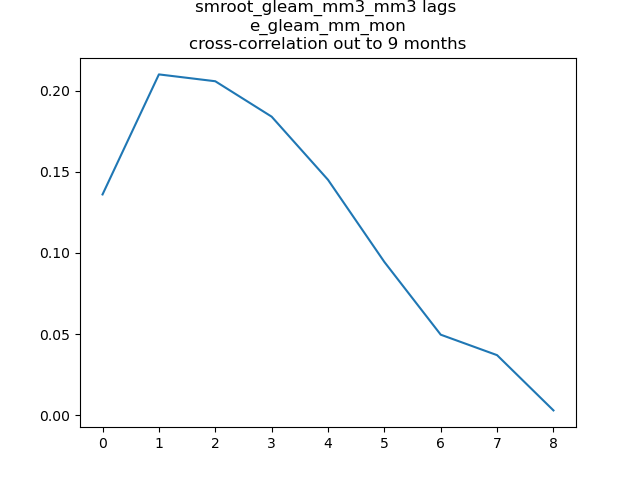 smroot_gleam_mm3_mm3 lags
e_gleam_mm_mon
cross-correlation out to 9 months
0.20
0.15
0.10
0.05
0.00
0 1 2 3 4 5 6 7 8